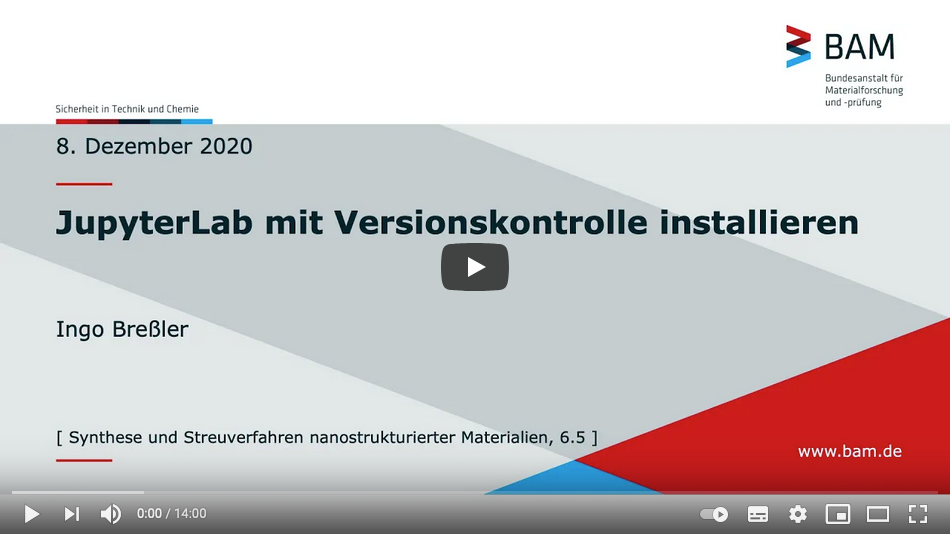 BAM
Bundesanstalt für
Materialforschung
und -prüfung
Sicherheit in Technik und Chemie
8. Dezember 2020
JupyterLab mit Versionskontrolle installieren
Ingo Breßler
[ Synthese und Streuverfahren nanostrukturierter Materialien, 6.5 ]
www.bam.de
0:00 / 14:00